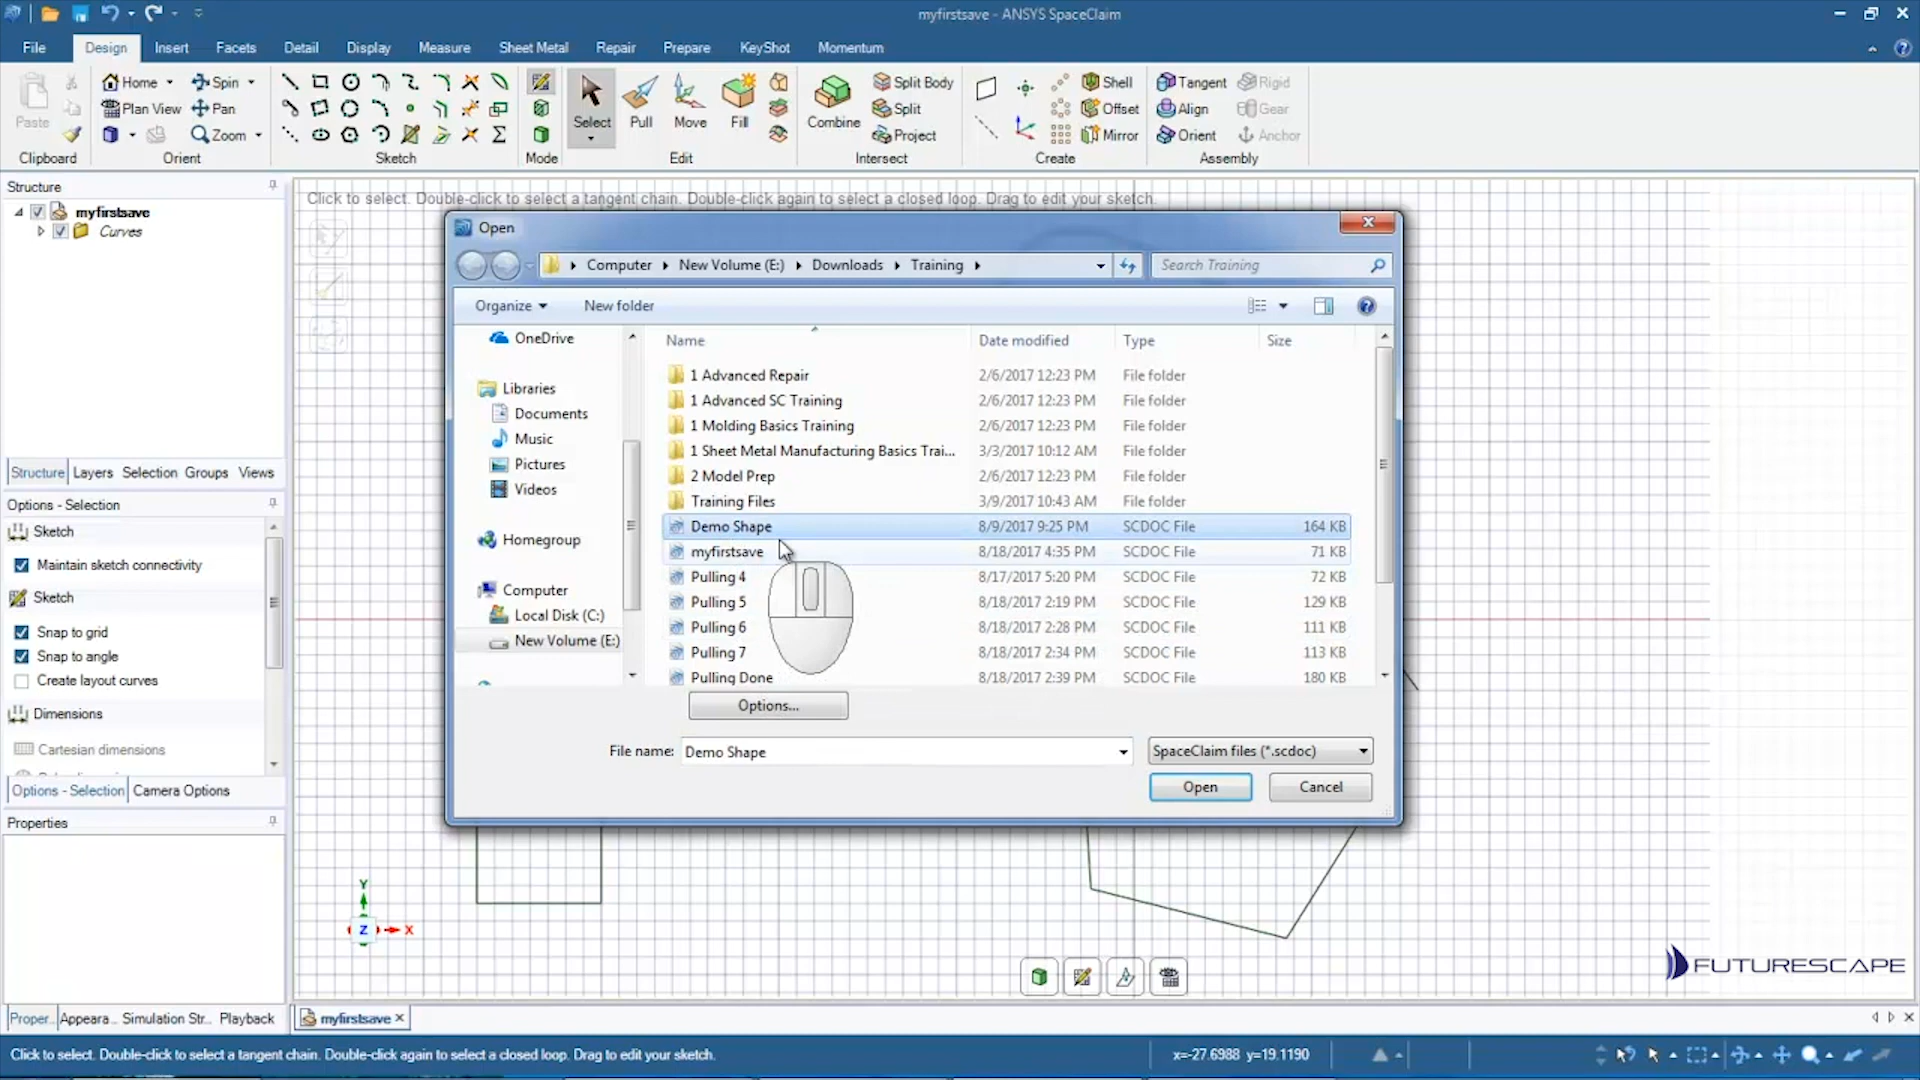 myfirstsave - ANSYS SpaceClaim
File Design Insert Facets Detail Display Measure Sheet Metal Repair Prepare KeyShot Momentum
Paste
Clipboard
Home Spin
Plan View Pan
Zoom
Orient
Sketch
Mode
Select Pull Move Fill
Edit
Combine
Split Body
Split
Project
Intersect
Shell
Offset
Mirror
Create
Tangent Rigid
Align Gear
Orient Anchor
Assembly
Structure
myfirstsave
Curves
Structure Layers Selection Groups Views
Options - Selection
Sketch
Maintain sketch connectivity
Sketch
Snap to grid
Snap to angle
Create layout curves
Dimensions
Cartesian dimensions
Options - Selection Camera Options
Properties
Proper... Appeara... Simulation Str... Playback
Click to select. Double-click to select a tangent chain. Double-click again to select a closed loop. Drag to edit your sketch.
Open
Computer New Volume (E:) Downloads Training
Search Training
Organize New folder
OneDrive
Libraries
Documents
Music
Pictures
Videos
Homegroup
Computer
Local Disk (C:)
New Volume (E:)
Name Date modified Type Size
1 Advanced Repair 2/6/2017 12:23 PM File folder
1 Advanced SC Training 2/6/2017 12:23 PM File folder
1 Molding Basics Training 2/6/2017 12:23 PM File folder
1 Sheet Metal Manufacturing Basics Trai... 3/3/2017 10:12 AM File folder
2 Model Prep 2/6/2017 12:23 PM File folder
Training Files 3/9/2017 10:43 AM File folder
Demo Shape 8/9/2017 9:25 PM SCDOC File 164 KB
myfirstsave 8/18/2017 4:35 PM SCDOC File 71 KB
Pulling 4 8/17/2017 5:20 PM SCDOC File 72 KB
Pulling 5 8/18/2017 2:19 PM SCDOC File 129 KB
Pulling 6 8/18/2017 2:28 PM SCDOC File 111 KB
Pulling 7 8/18/2017 2:34 PM SCDOC File 113 KB
Pulling Done 8/18/2017 2:39 PM SCDOC File 180 KB
Options...
File name: Demo Shape SpaceClaim files (*.scdoc)
Open Cancel
Y
Z X
FUTURESCAPE
myfirstsave
Click to select. Double-click to select a tangent chain. Double-click again to select a closed loop. Drag to edit your sketch.
x=-27.6988 y=19.1190